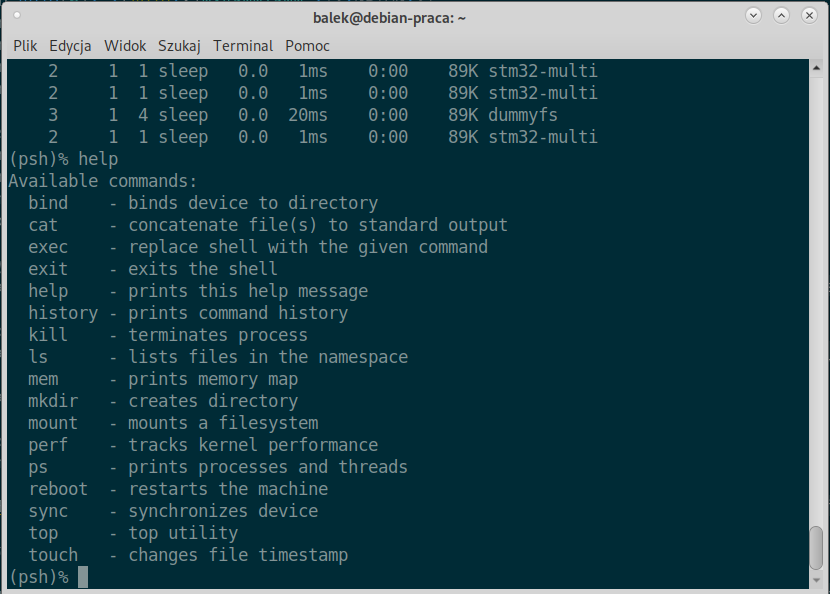 balek@debian-praca: ~
Plik Edycja Widok Szukaj Terminal Pomoc
2 1 1 sleep 0.0 1ms 0:00 89K stm32-multi
2 1 1 sleep 0.0 1ms 0:00 89K stm32-multi
3 1 4 sleep 0.0 20ms 0:00 89K dummyfs
2 1 1 sleep 0.0 1ms 0:00 89K stm32-multi
(psh)% help
Available commands:
bind - binds device to directory
cat - concatenate file(s) to standard output
exec - replace shell with the given command
exit - exits the shell
help - prints this help message
history - prints command history
kill - terminates process
ls - lists files in the namespace
mem - prints memory map
mkdir - creates directory
mount - mounts a filesystem
perf - tracks kernel performance
ps - prints processes and threads
reboot - restarts the machine
sync - synchronizes device
top - top utility
touch - changes file timestamp
(psh)%